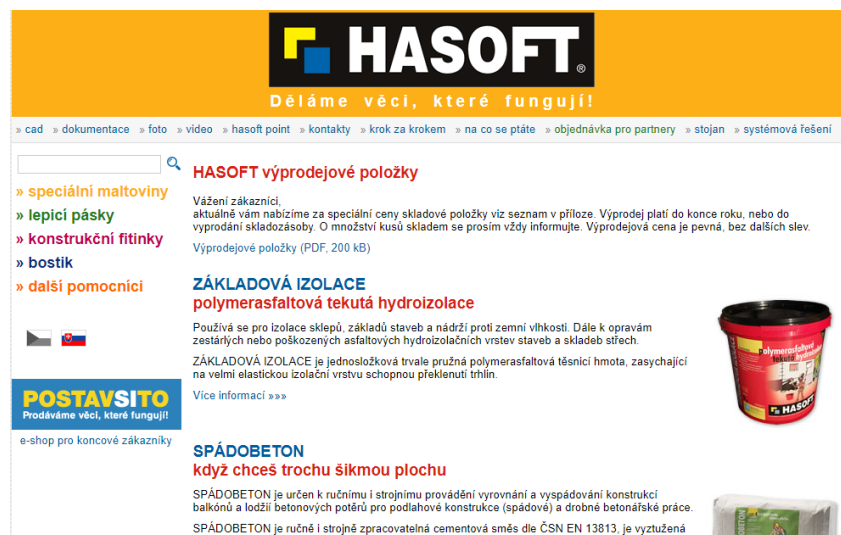 HASOFT®
Děláme věci, které fungují!
» cad » dokumentace » foto » video » hasoft point » kontakty » krok za krokem » na co se ptáte » objednávka pro partnery » stojan » systémová řešení
» speciální maltoviny
» lepicí pásky
» konstrukční fitinky
» bostik
» další pomocníci
POSTAVSITO
Prodáváme věci, které fungují!
e-shop pro koncové zákazníky
HASOFT výprodejové položky
Vážení zákazníci,
aktuálně vám nabízíme za speciální ceny skladové položky viz seznam v příloze. Výprodej platí do konce roku, nebo do
vyprodání skladozásoby. O množství kusů skladem se prosím vždy informujte. Výprodejová cena je pevná, bez dalších slev.
Výprodejové položky (PDF, 200 kB)
ZÁKLADOVÁ IZOLACE
polymerasfaltová tekutá hydroizolace
Používá se pro izolace sklepů, základů staveb a nádrží proti zemní vlhkosti. Dále k opravám
zestárlých nebo poškozených asfaltových hydroizolačních vrstev staveb a skladeb střech.
ZÁKLADOVÁ IZOLACE je jednosložková trvale pružná polymerasfaltová těsnicí hmota, zasychající
na velmi elastickou izolační vrstvu schopnou překlenutí trhlin.
Více informací »»»
polymerasfaltová
tekutá hydroizolace
HASOFT
SPÁDOBETON
když chceš trochu šikmou plochu
SPÁDOBETON je určen k ručnímu i strojnímu provádění vyrovnání a vyspádování konstrukcí
balkónů a lodžií betonových potěrů pro podlahové konstrukce (spádové) a drobné betonářské práce.
SPÁDOBETON je ručně i strojně zpracovatelná cementová směs dle ČSN EN 13813, je vyztužená